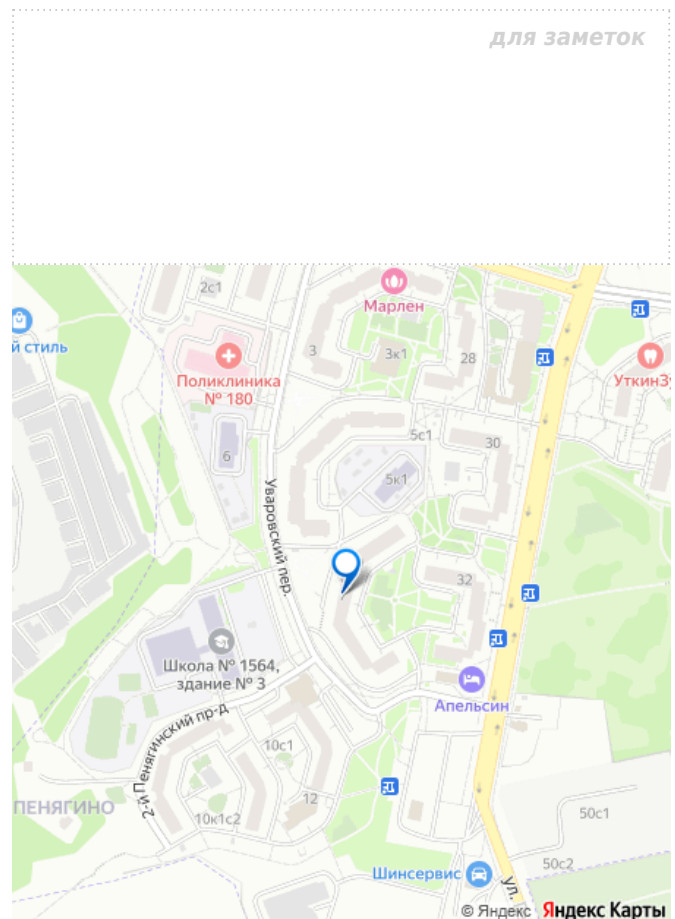 для заметок
2с1
Марлен
й стиль
3
3к1
28
Поликлиника
№ 180
УткинЗу
5с1
30
6
5к1
Уваровский пер.
32
Школа № 1564,
здание № 3
Апельсин
2-й Пенягинский пр-д
10с1
ПЕНЯГИНО
12
10к1с2
50с1
50с2
Шинсервис
ул.
© Яндекс Яндекс Карты